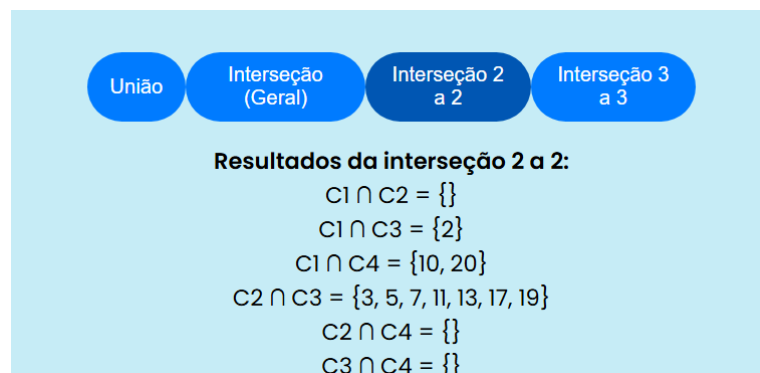 União
Interseção
(Geral)
Interseção 2
a 2
Interseção 3
a 3
Resultados da interseção 2 a 2:
C1 ∩ C2 = {}
C1 ∩ C3 = {2}
C1 ∩ C4 = {10, 20}
C2 ∩ C3 = {3, 5, 7, 11, 13, 17, 19}
C2 ∩ C4 = {}
C3 ∩ C4 = {}